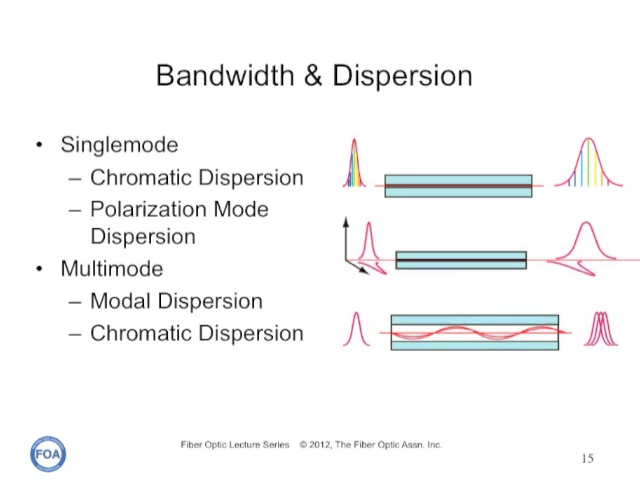 Bandwidth & Dispersion
• Singlemode
– Chromatic Dispersion
– Polarization Mode
Dispersion
• Multimode
– Modal Dispersion
– Chromatic Dispersion
FOA
Fiber Optic Lecture Series © 2012, The Fiber Optic Assn. Inc.
15